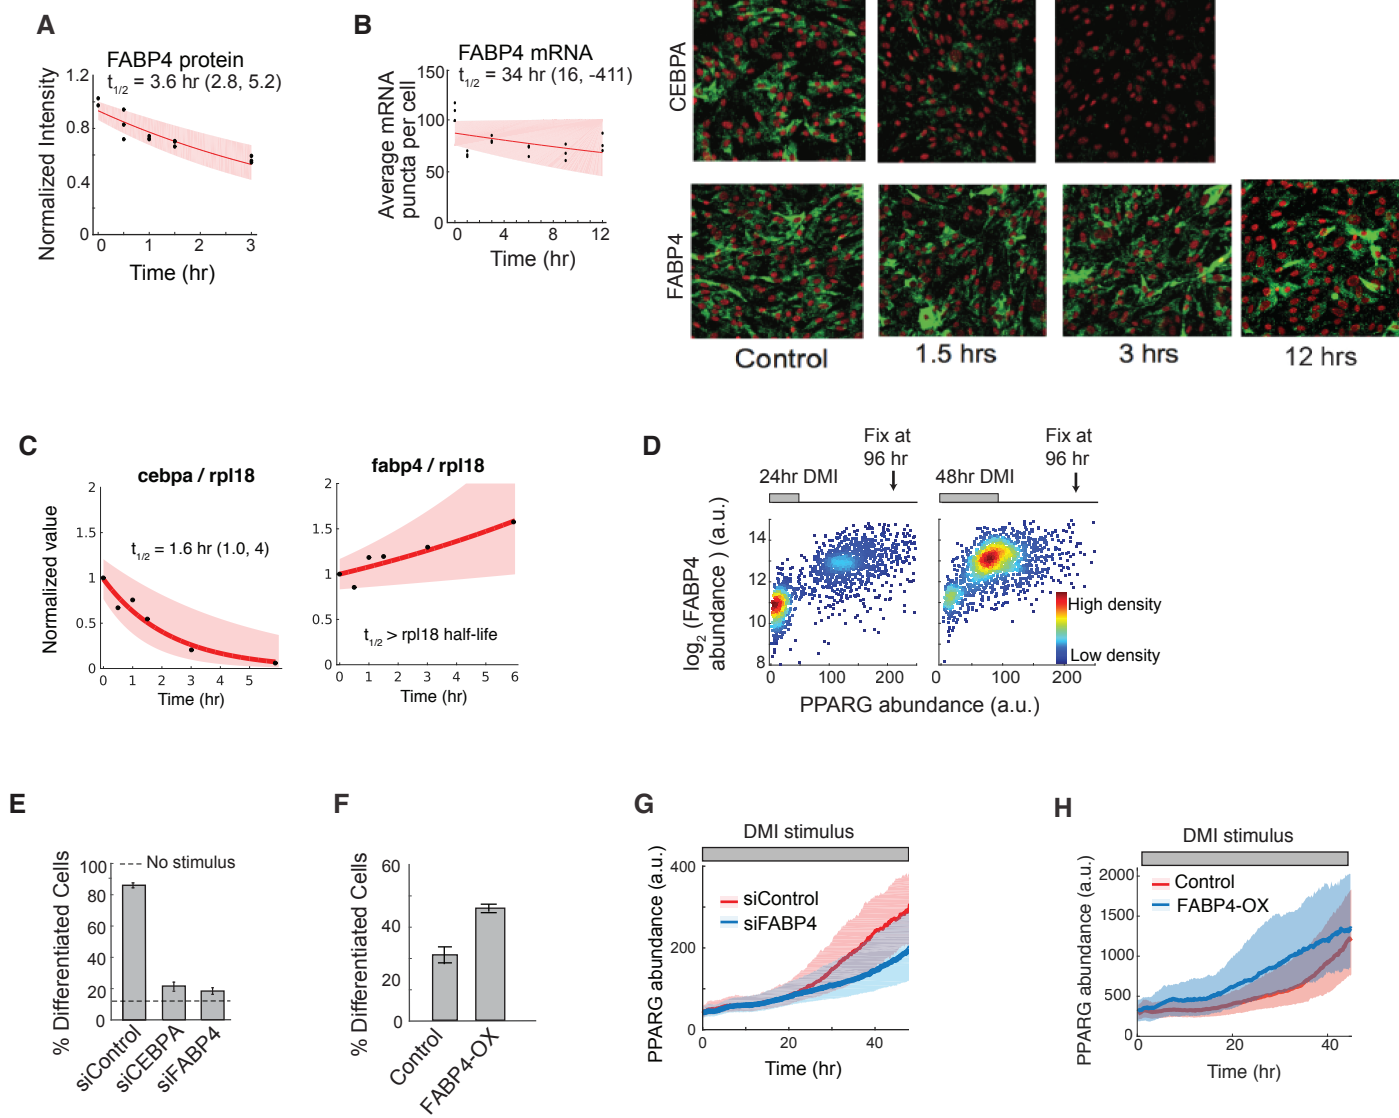 A
FABP4 protein
t1/2 = 3.6 hr (2.8, 5.2)
Normalized Intensity
1.2
0.8
0.4
0
0 1 2 3
Time (hr)
B
FABP4 mRNA
t1/2 = 34 hr (16, -411)
Average mRNA
puncta per cell
150
100
50
0
0 4 8 12
Time (hr)
CEBPA
FABP4
Control
1.5 hrs
3 hrs
12 hrs
C
cebpa / rpl18
t1/2 = 1.6 hr (1.0, 4)
Normalized value
2
1.5
1
0.5
0
0 1 2 3 4 5
Time (hr)
fabp4 / rpl18
t1/2 > rpl18 half-life
2
1.5
1
0.5
0
0 1 2 3 4 5 6
Time (hr)
D
Fix at
96 hr
24hr DMI
Fix at
96 hr
48hr DMI
log2 (FABP4
abundance ) (a.u.)
14
12
10
8
0 100 200
0 100 200
High density
Low density
PPARG abundance (a.u.)
E
% Differentiated Cells
No stimulus
100
80
60
40
20
0
siControl
siCEBPA
siFABP4
F
% Differentiated Cells
60
40
20
0
Control
FABP4-OX
G
DMI stimulus
PPARG abundance (a.u.)
400
200
0
siControl
siFABP4
0 20 40
Time (hr)
H
DMI stimulus
PPARG abundance (a.u.)
2000
1500
1000
500
0
Control
FABP4-OX
0 20 40
Time (hr)